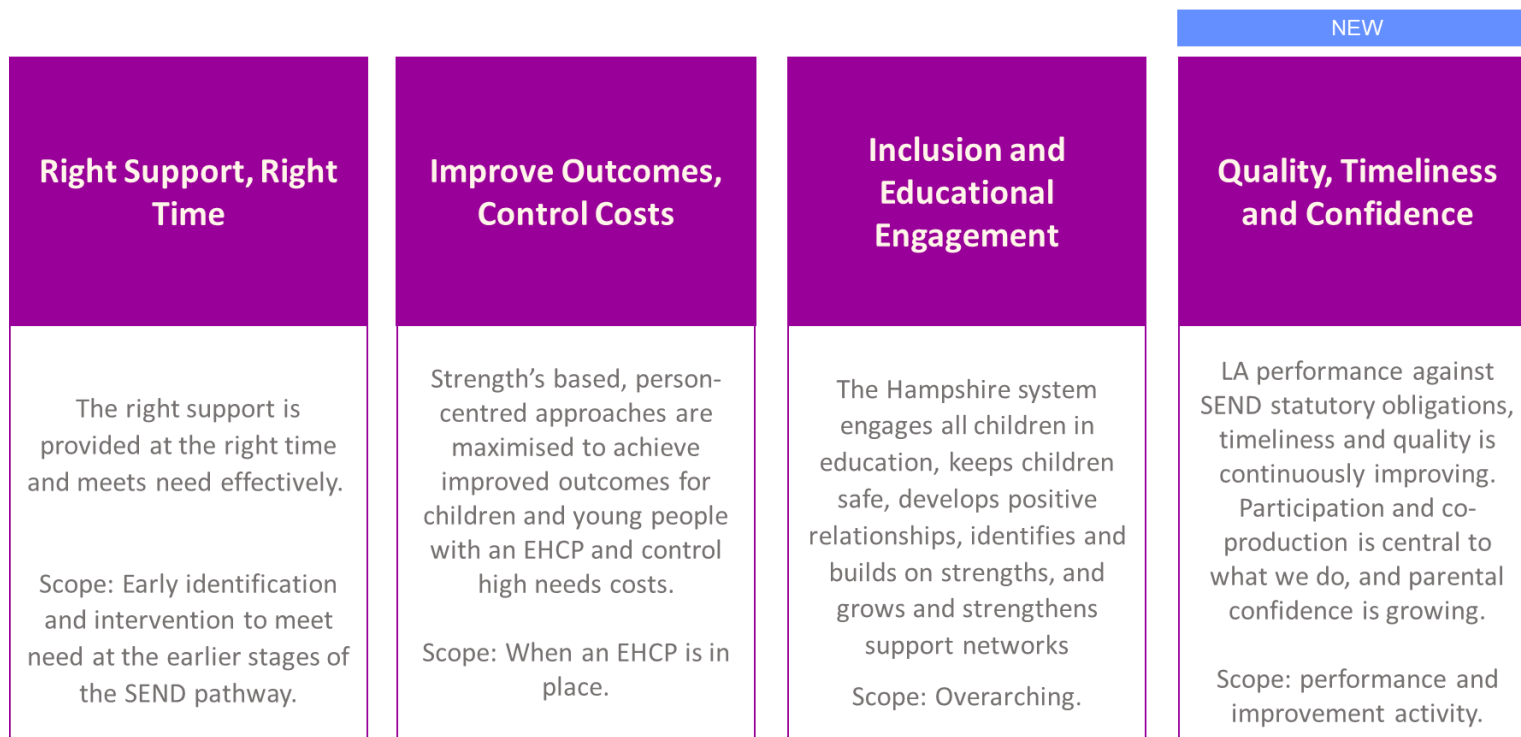 NEW
Right Support, Right
Time
The right support is
provided at the right time
and meets need effectively.
Scope: Early identification
and intervention to meet
need at the earlier stages of
the SEND pathway.
Improve Outcomes,
Control Costs
Strength’s based, person-
centred approaches are
maximised to achieve
improved outcomes for
children and young people
with an EHCP and control
high needs costs.
Scope: When an EHCP is in
place.
Inclusion and
Educational
Engagement
The Hampshire system
engages all children in
education, keeps children
safe, develops positive
relationships, identifies and
builds on strengths, and
grows and strengthens
support networks
Scope: Overarching.
Quality, Timeliness
and Confidence
LA performance against
SEND statutory obligations,
timeliness and quality is
continuously improving.
Participation and co-
production is central to
what we do, and parental
confidence is growing.
Scope: performance and
improvement activity.